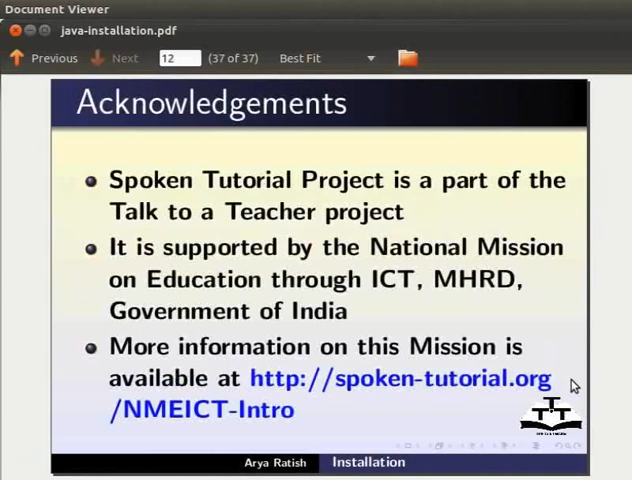 Document Viewer
java-installation.pdf
Previous Next 12 (37 of 37) Best Fit
Acknowledgements
Spoken Tutorial Project is a part of the
Talk to a Teacher project
It is supported by the National Mission
on Education through ICT, MHRD,
Government of India
More information on this Mission is
available at http://spoken-tutorial.org
/NMEICT-Intro
Arya Ratish Installation